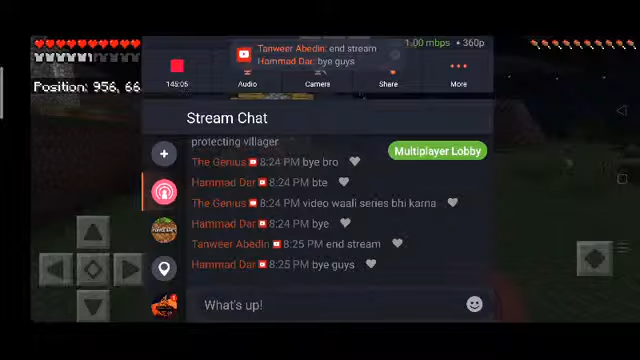 Tanweer Abedin: end stream
Hammad Dar: bye guys
1.00 mbps • 360p
Position: 956, 66
145:05
Audio
Camera
Share
More
Stream Chat
protecting villager
Multiplayer Lobby
The Genius 8:24 PM bye bro
Hammad Dar 8:24 PM bte
The Genius 8:24 PM video waali series bhi karna
Hammad Dar 8:24 PM bye
Tanweer Abedin 8:25 PM end stream
Hammad Dar 8:25 PM bye guys
What's up!